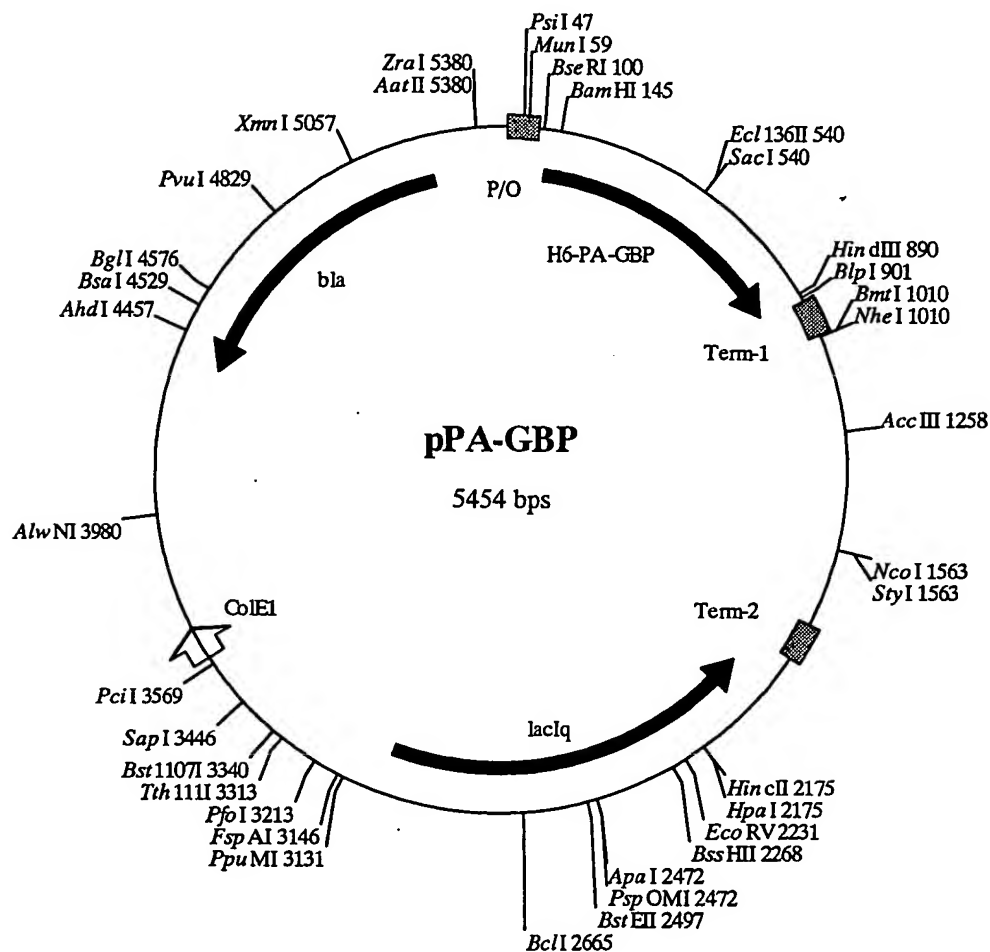 PsiI 47
MunI 59
BseRI 100
BamHI 145
ZraI 5380
AatII 5380
XmnI 5057
Ecl136II 540
SacI 540
PvuI 4829
P/O
H6-PA-GBP
bla
BglI 4576
BsaI 4529
AhdI 4457
HindIII 890
BlpI 901
BmtI 1010
NheI 1010
Term-1
AccIII 1258
pPA-GBP
5454 bps
AlwNI 3980
NcoI 1563
StyI 1563
ColE1
Term-2
PciI 3569
SapI 3446
lacIq
Bst1107I 3340
Tth111I 3313
PfoI 3213
FspAI 3146
PpuMI 3131
HincII 2175
HpaI 2175
EcoRV 2231
BssHII 2268
ApaI 2472
PspOMI 2472
BstEII 2497
BclI 2665